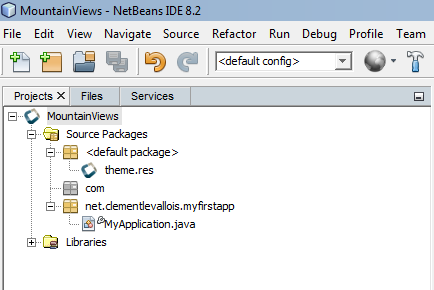 MountainViews - NetBeans IDE 8.2
File Edit View Navigate Source Refactor Run Debug Profile Team
<default config>
Projects Files Services
MountainViews
Source Packages
<default package>
theme.res
com
net.clementlevallois.myfirstapp
MyApplication.java
Libraries